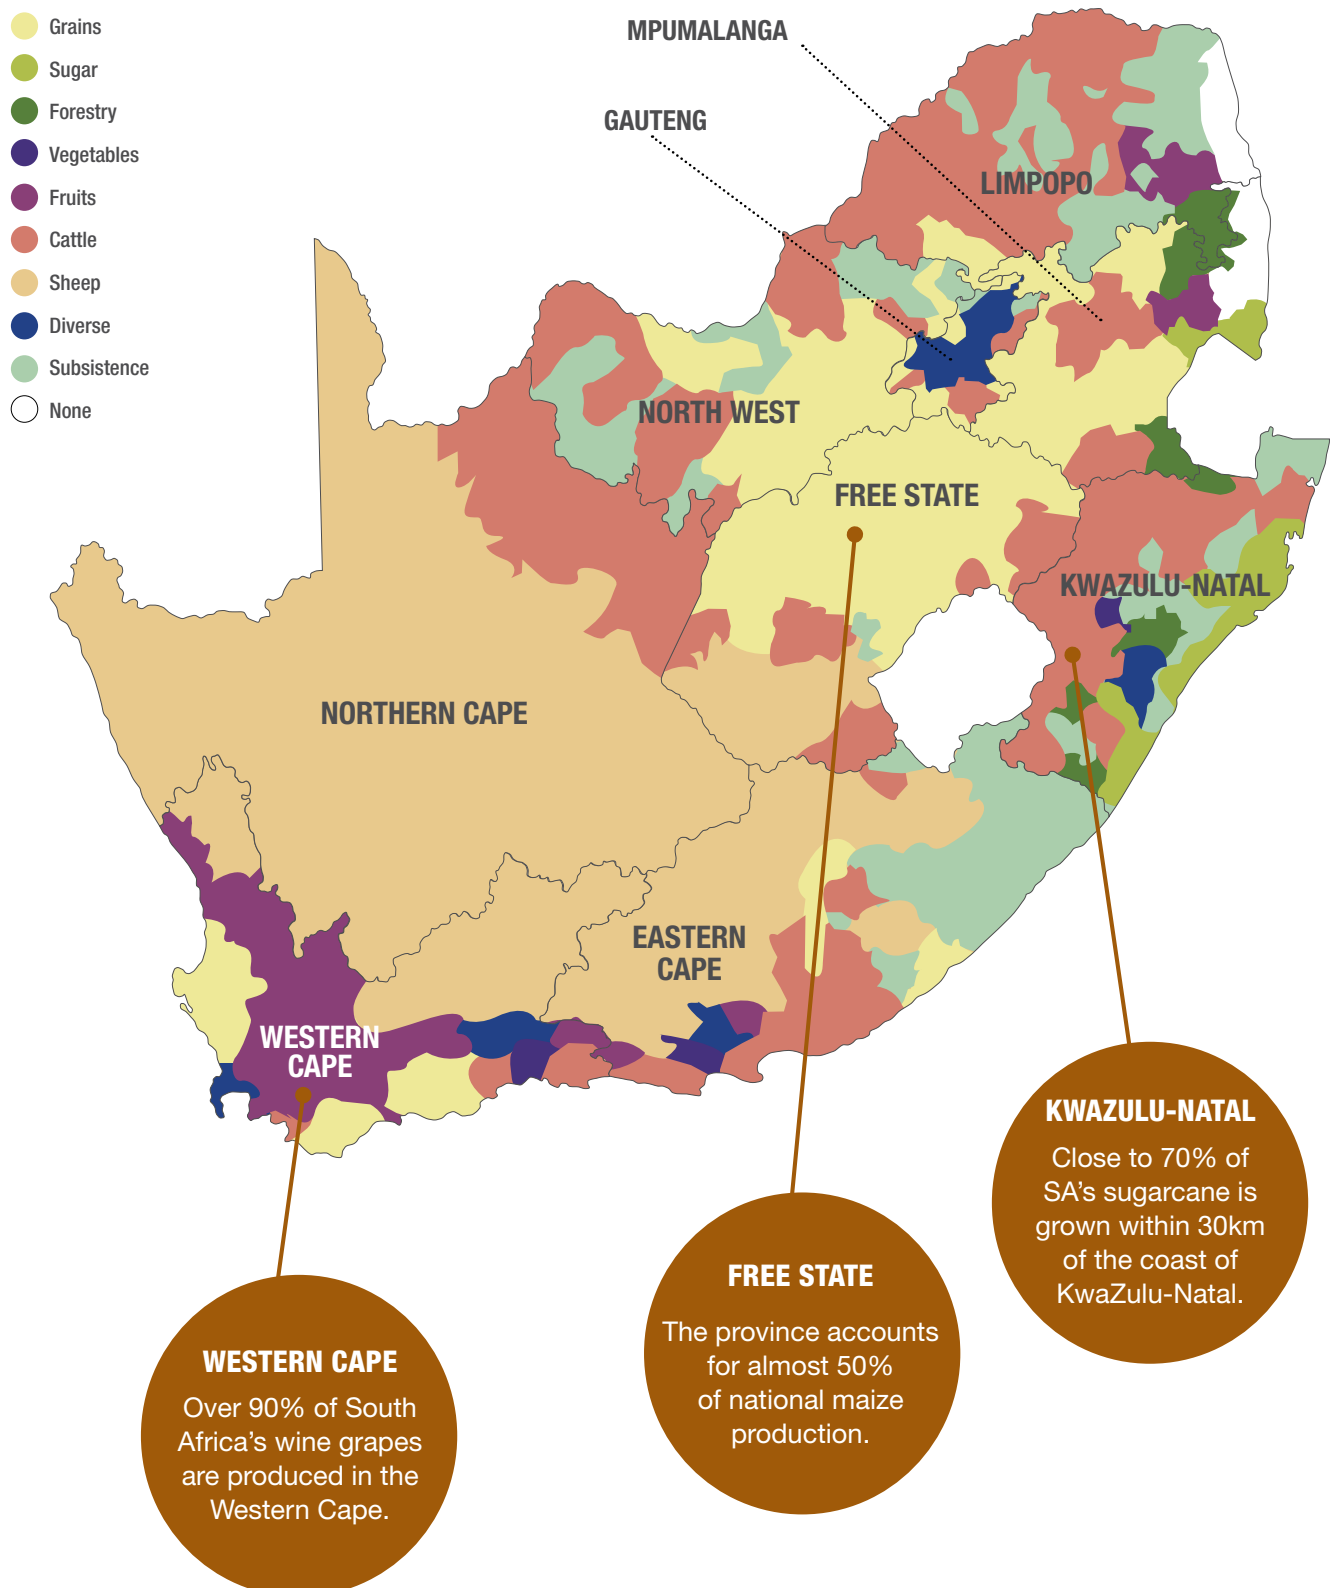 Grains
Sugar
Forestry
Vegetables
Fruits
Cattle
Sheep
Diverse
Subsistence
None
MPUMALANGA
GAUTENG
LIMPOPO
NORTH WEST
FREE STATE
KWAZULU-NATAL
NORTHERN CAPE
EASTERN
CAPE
WESTERN
CAPE
KWAZULU-NATAL
Close to 70% of
SA’s sugarcane is
grown within 30km
of the coast of
KwaZulu-Natal.
FREE STATE
The province accounts
for almost 50%
of national maize
production.
WESTERN CAPE
Over 90% of South
Africa’s wine grapes
are produced in the
Western Cape.